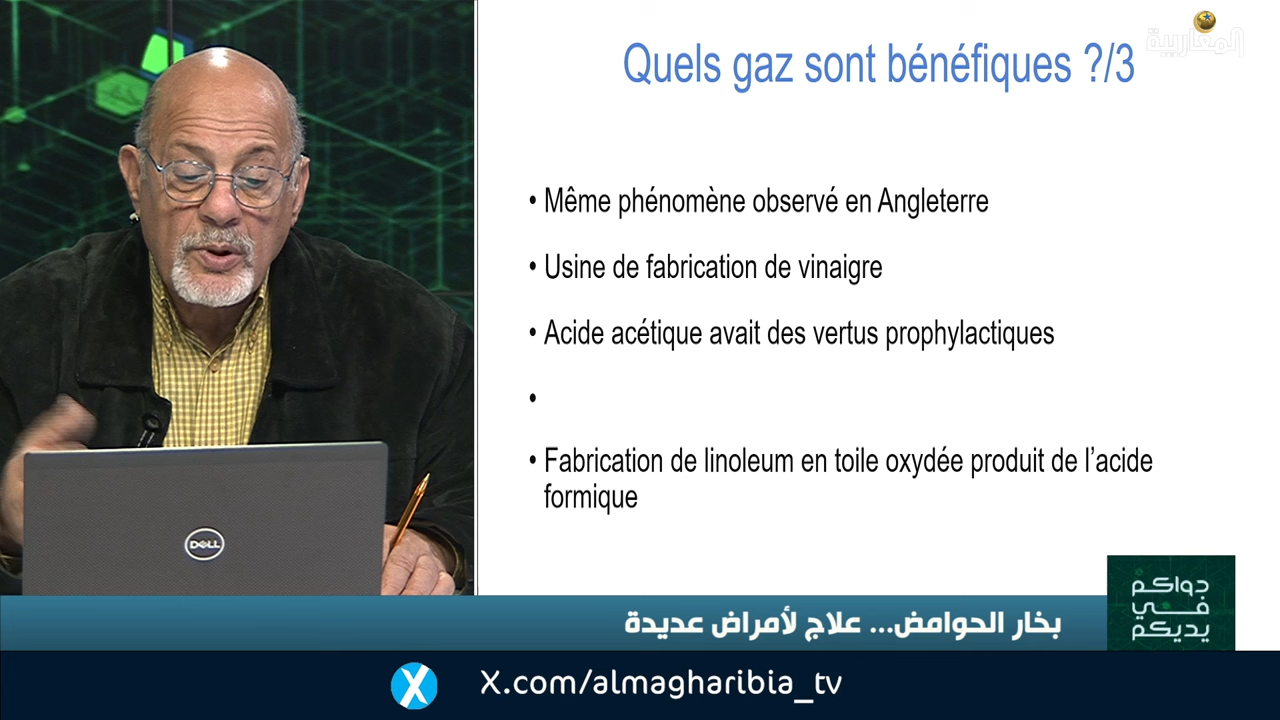 المغاربية
Quels gaz sont bénéfiques ?/3
• Même phénomène observé en Angleterre
• Usine de fabrication de vinaigre
• Acide acétique avait des vertus prophylactiques
•
• Fabrication de linoleum en toile oxydée produit de l’acide
formique
DELL
بخار الحوامض... علاج لأمراض عديدة
دواكم
في
يديكم
X
X.com/almagharibia_tv